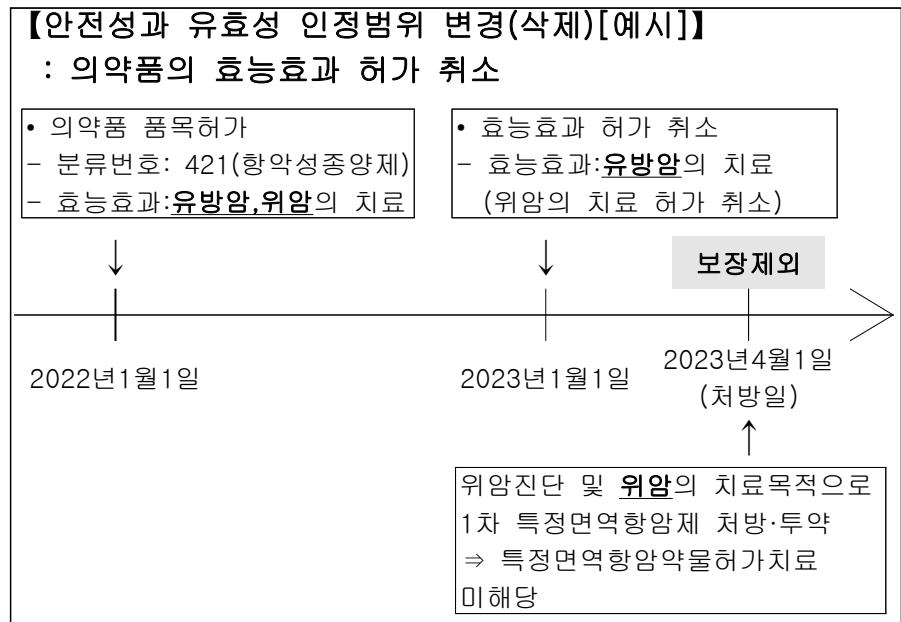 【안전성과 유효성 인정범위 변경(삭제)[예시]】
: 의약품의 효능효과 허가 취소
• 의약품 품목허가
- 분류번호: 421(항악성종양제)
- 효능효과:유방암,위암의 치료
• 효능효과 허가 취소
- 효능효과:유방암의 치료
(위암의 치료 허가 취소)
↓
↓
보장제외
2022년1월1일
2023년1월1일
2023년4월1일
(처방일)
↑
위암진단 및 위암의 치료목적으로
1차 특정면역항암제 처방·투약
⇒ 특정면역항암약물허가치료
미해당